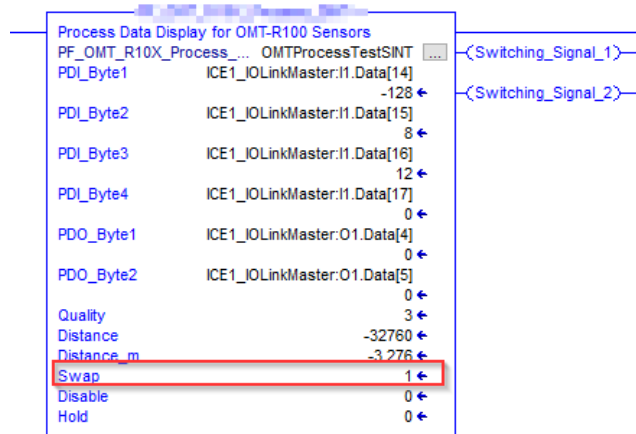 Process Data Display for OMT-R100 Sensors
PF_OMT_R10X_Process_... OMTProcessTestSINT ...
PDI_Byte1 ICE1_IOLinkMaster:I1.Data[14]
-128
PDI_Byte2 ICE1_IOLinkMaster:I1.Data[15]
8
PDI_Byte3 ICE1_IOLinkMaster:I1.Data[16]
12
PDI_Byte4 ICE1_IOLinkMaster:I1.Data[17]
0
PDO_Byte1 ICE1_IOLinkMaster:O1.Data[4]
0
PDO_Byte2 ICE1_IOLinkMaster:O1.Data[5]
0
Quality 3
Distance -32760
Distance_m -3.276
Swap 1
Disable 0
Hold 0
Switching_Signal_1
Switching_Signal_2